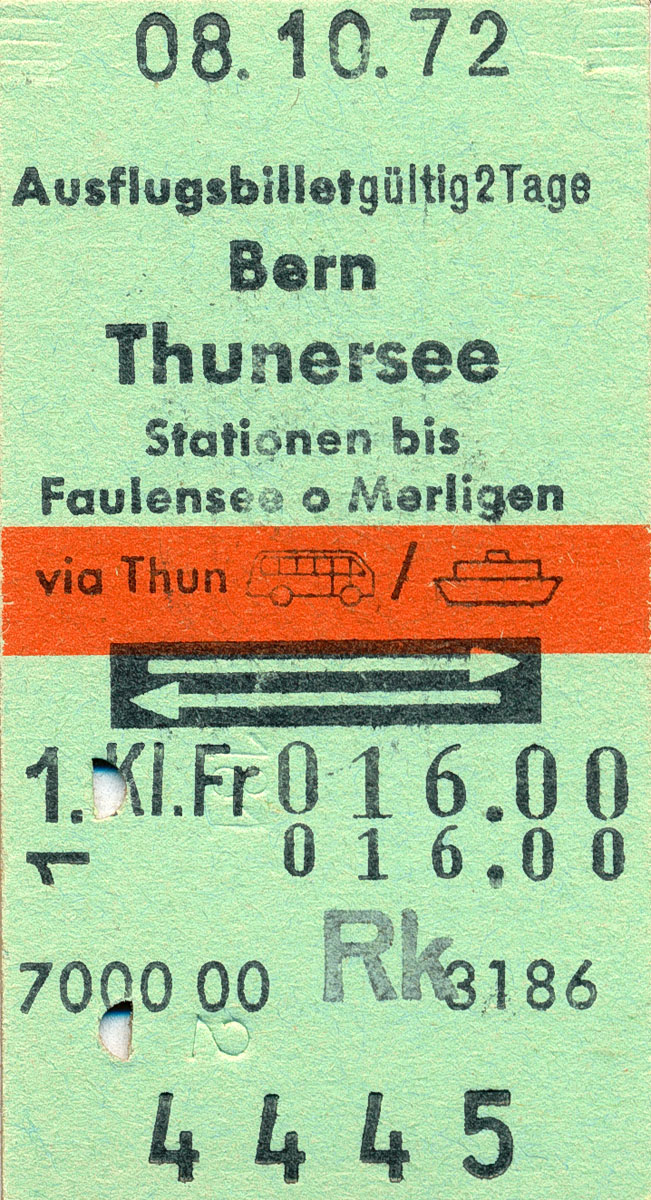 08.10.72
Ausflugsbillet gültig 2 Tage
Bern
Thunersee
Stationen bis
Faulensee o Merligen
via Thun /
1. Kl. Fr 016.00
1 016.00
7000 00 Rk 3186
4445